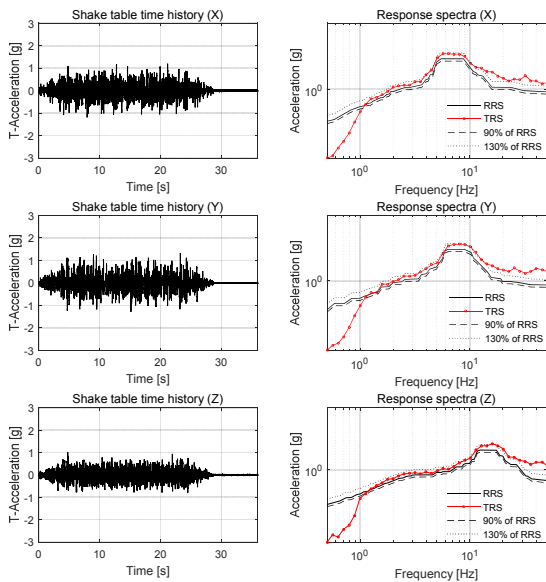 Shake table time history (X)
T-Acceleration [g]
3
2
1
0
-1
-2
-3
0 10 20 30
Time [s]
Response spectra (X)
Acceleration [g]
10^0
RRS
TRS
90% of RRS
130% of RRS
10^0 10^1
Frequency [Hz]
Shake table time history (Y)
T-Acceleration [g]
3
2
1
0
-1
-2
-3
0 10 20 30
Time [s]
Response spectra (Y)
Acceleration [g]
10^0
RRS
TRS
90% of RRS
130% of RRS
10^0 10^1
Frequency [Hz]
Shake table time history (Z)
T-Acceleration [g]
3
2
1
0
-1
-2
-3
0 10 20 30
Time [s]
Response spectra (Z)
Acceleration [g]
10^0
RRS
TRS
90% of RRS
130% of RRS
10^0 10^1
Frequency [Hz]